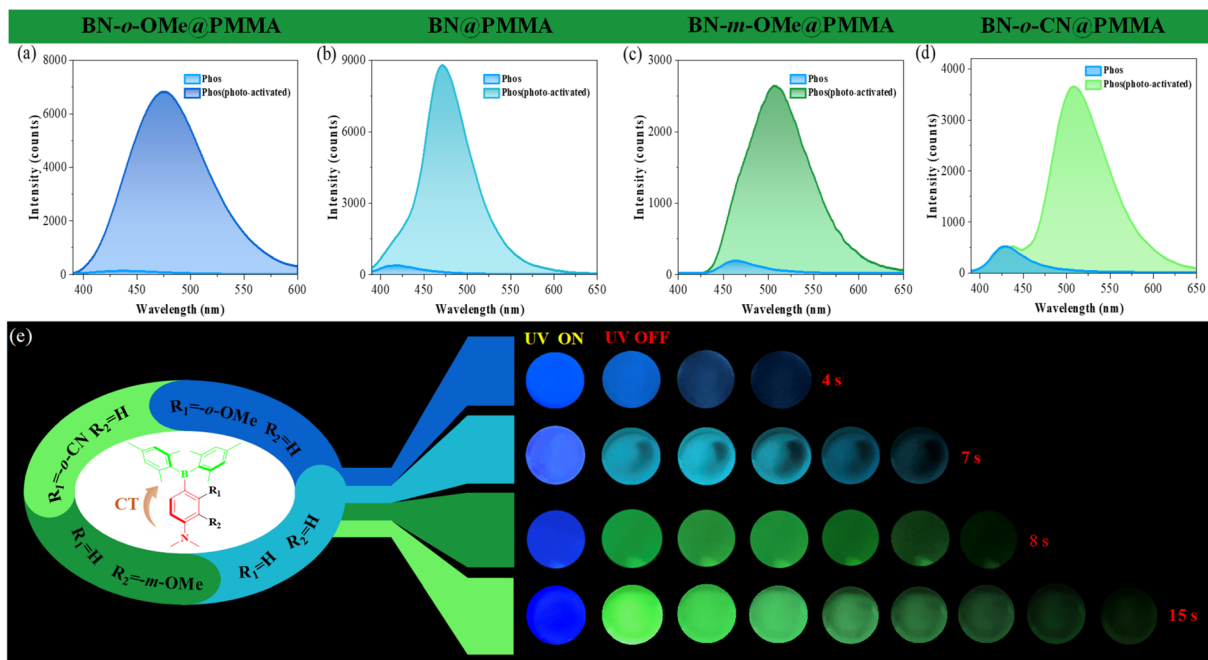 BN-o-OMe@PMMA
BN@PMMA
BN-m-OMe@PMMA
BN-o-CN@PMMA
(a)
8000
6000
4000
2000
0
400
450
500
550
600
Intensity (counts)
Wavelength (nm)
Phos
Phos(photo-activated)
(b)
9000
6000
3000
0
400
450
500
550
600
650
Intensity (counts)
Wavelength (nm)
Phos
Phos(photo-activated)
(c)
3000
2000
1000
0
400
450
500
550
600
650
Intensity (counts)
Wavelength (nm)
Phos
Phos(photo-activated)
(d)
4000
3000
2000
1000
0
400
450
500
550
600
650
Intensity (counts)
Wavelength (nm)
Phos
Phos(photo-activated)
(e)
R₁=-o-CN R₂=H
R₁=-o-OMe R₂=H
R₁=H R₂=-m-OMe
R₁=H R₂=H
B
R₁
R₂
N
CT
UV ON
UV OFF
4 s
7 s
8 s
15 s